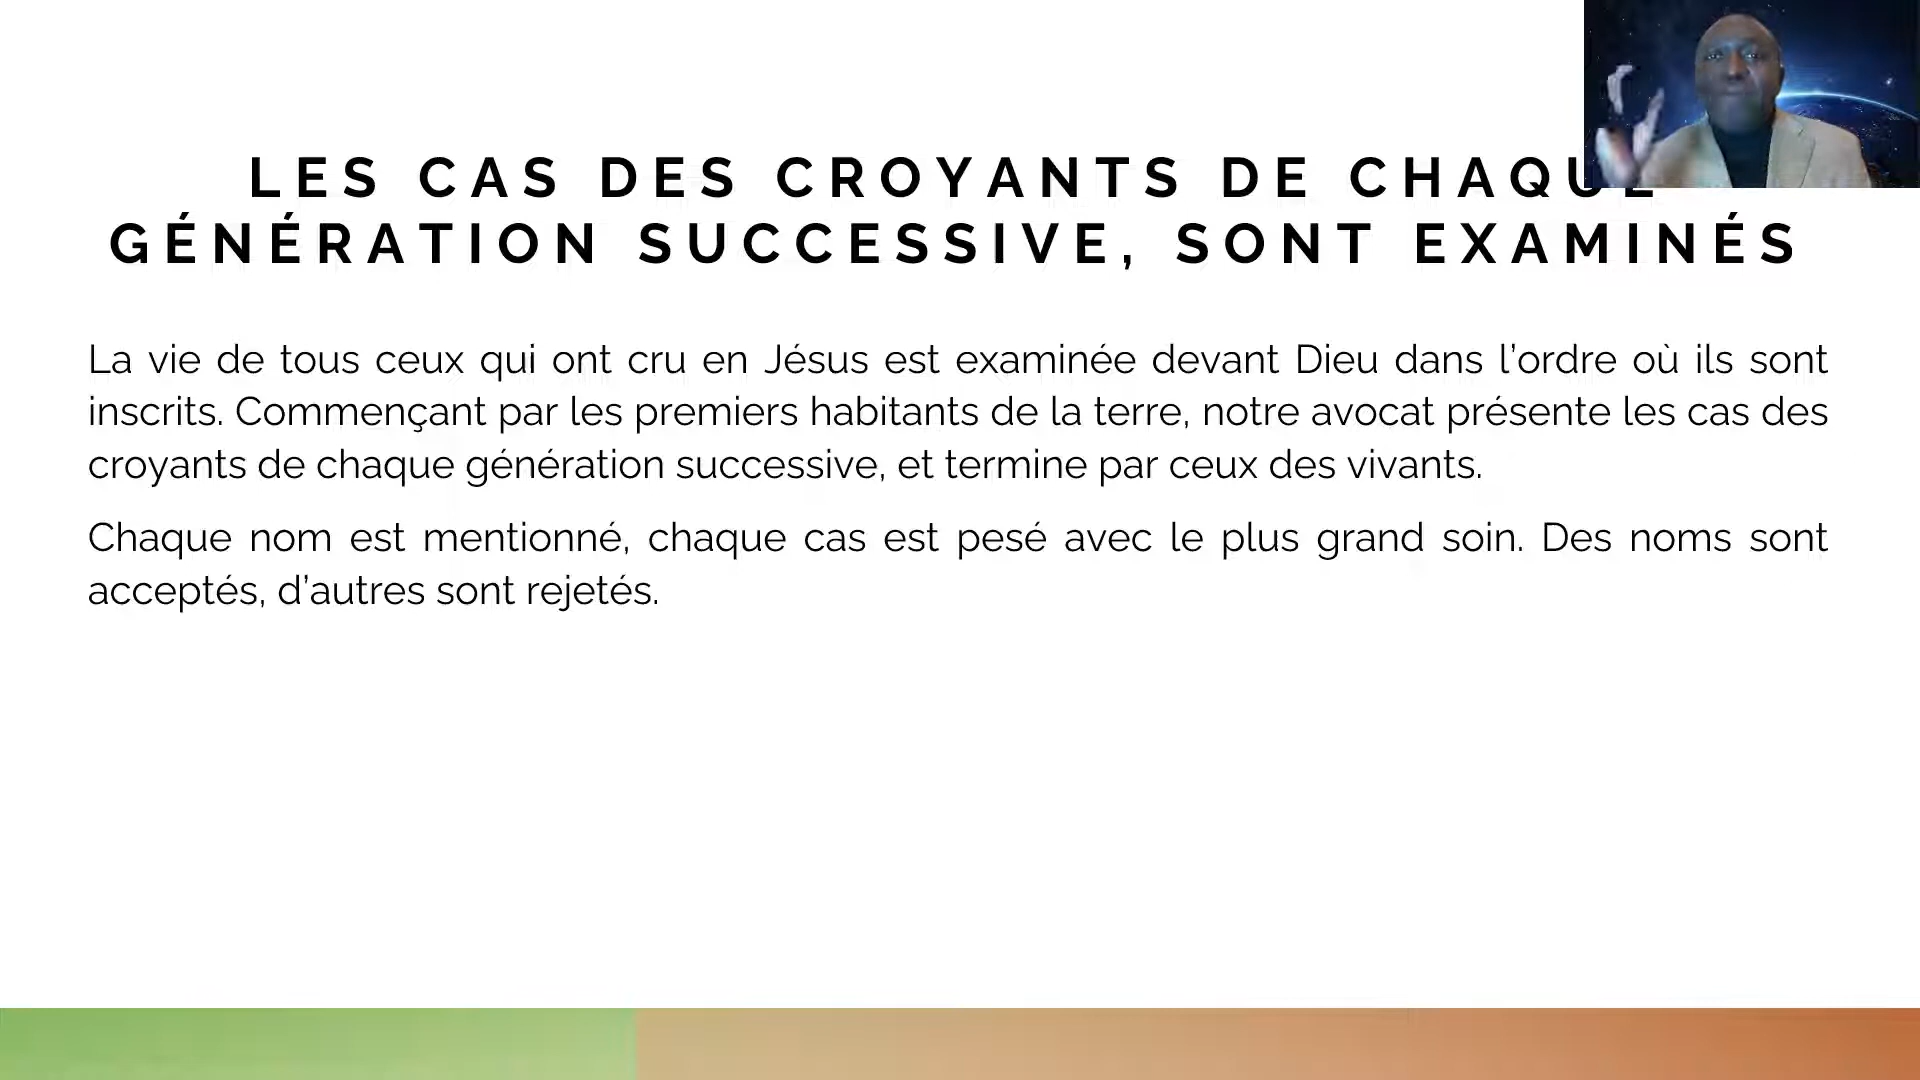 LES CAS DES CROYANTS DE CHAQUE
GÉNÉRATION SUCCESSIVE, SONT EXAMINÉS
La vie de tous ceux qui ont cru en Jésus est examinée devant Dieu dans l’ordre où ils sont
inscrits. Commençant par les premiers habitants de la terre, notre avocat présente les cas des
croyants de chaque génération successive, et termine par ceux des vivants.
Chaque nom est mentionné, chaque cas est pesé avec le plus grand soin. Des noms sont
acceptés, d’autres sont rejetés.